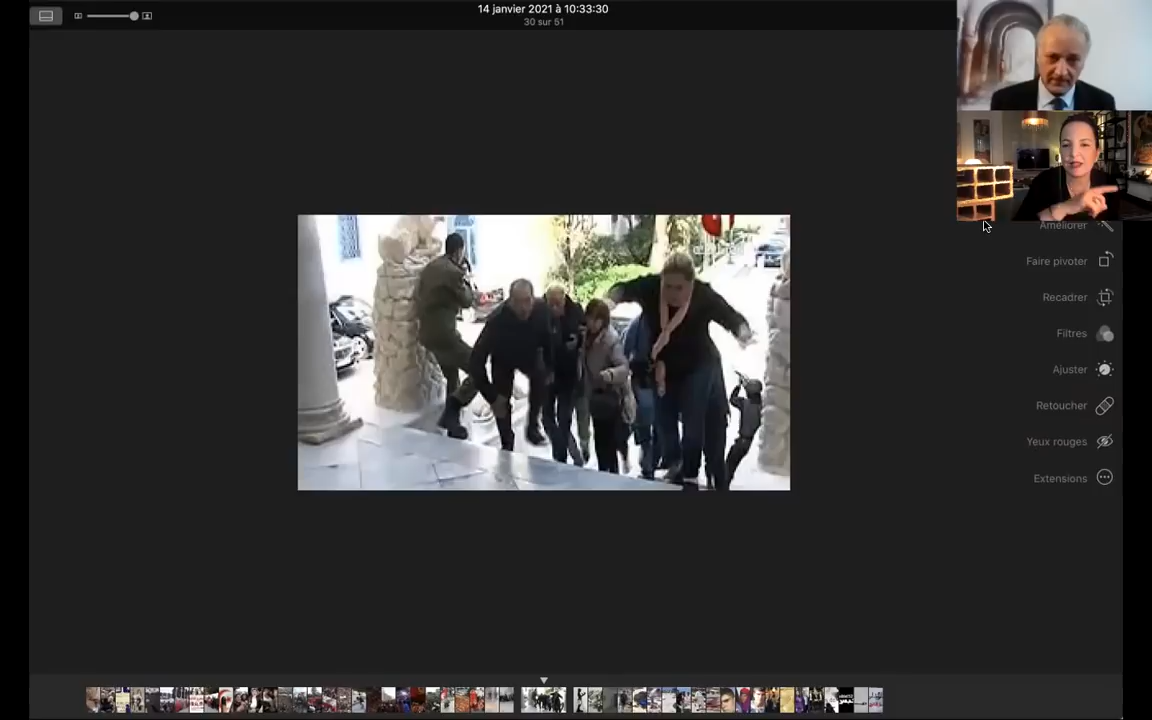 14 janvier 2021 à 10:33:30
30 sur 51
Améliorer
Faire pivoter
Recadrer
Filtres
Ajuster
Retoucher
Yeux rouges
Extensions